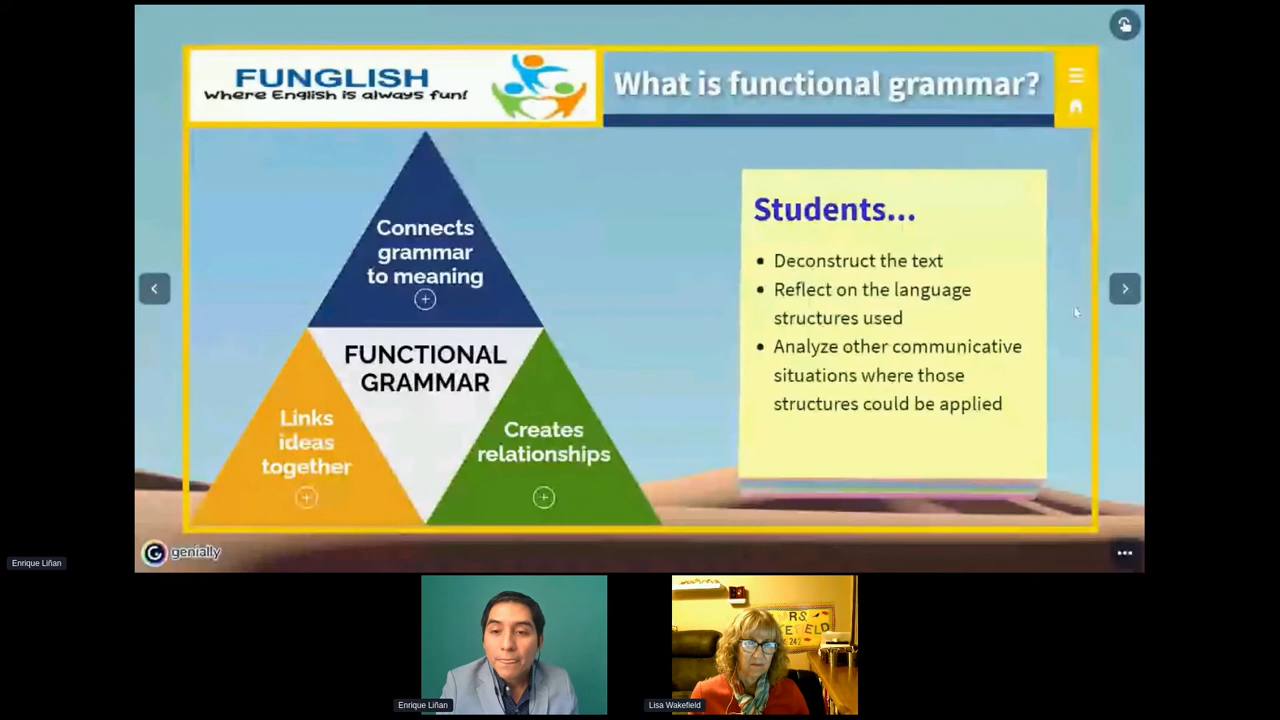 FUNGLISH
Where English is always fun!
What is functional grammar?
Connects
grammar
to meaning
FUNCTIONAL
GRAMMAR
Links
ideas
together
Creates
relationships
Students...
• Deconstruct the text
• Reflect on the language
structures used
• Analyze other communicative
situations where those
structures could be applied
genially
Enrique Liñan
Enrique Liñan
Lisa Wakefield
RS.
242